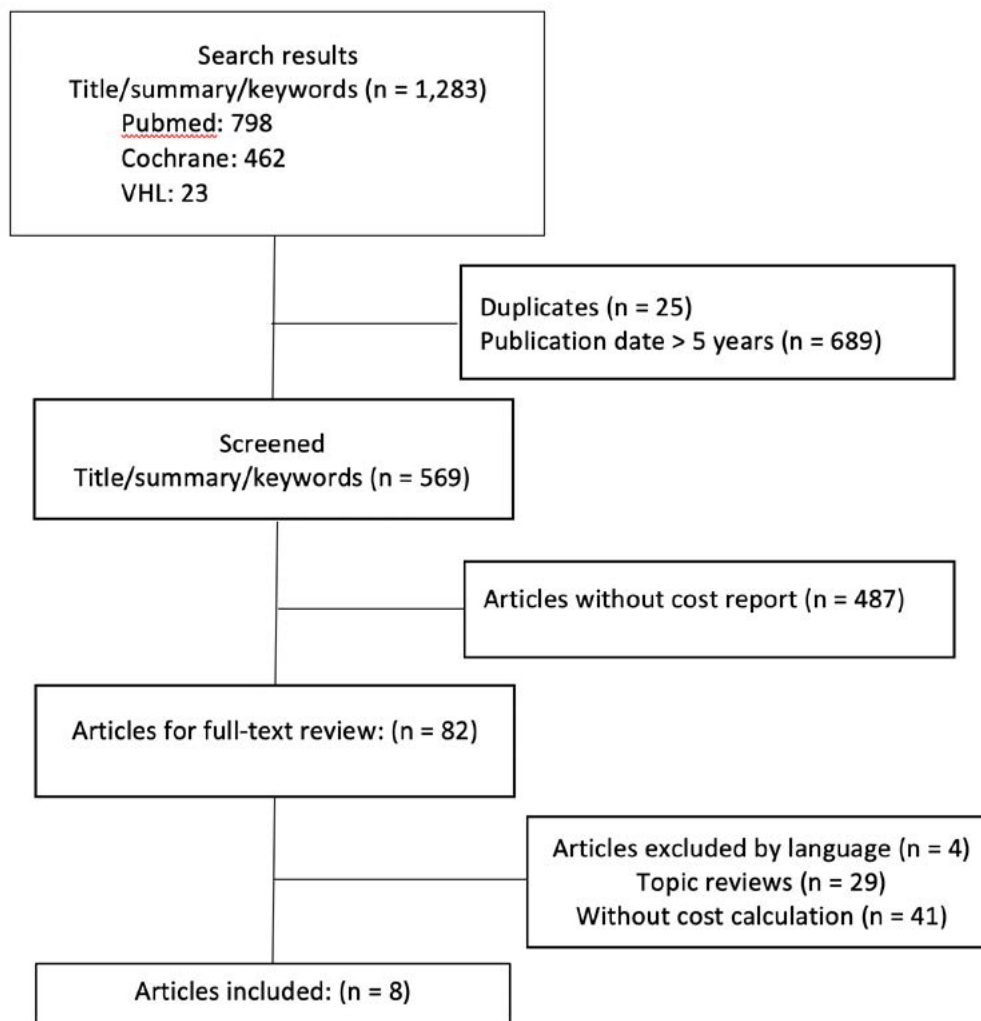 Search results
Title/summary/keywords (n = 1,283)
Pubmed: 798
Cochrane: 462
VHL: 23
Duplicates (n = 25)
Publication date > 5 years (n = 689)
Screened
Title/summary/keywords (n = 569)
Articles without cost report (n = 487)
Articles for full-text review: (n = 82)
Articles excluded by language (n = 4)
Topic reviews (n = 29)
Without cost calculation (n = 41)
Articles included: (n = 8)